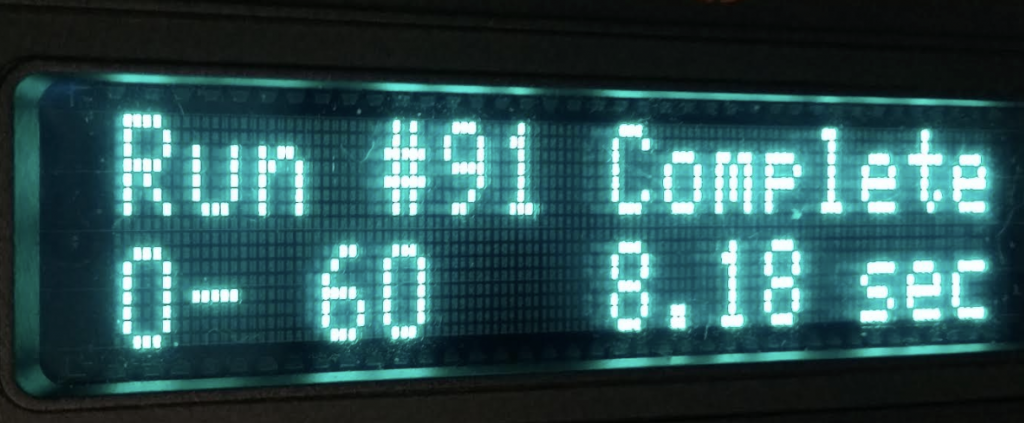 Run #91 Complete
0- 60 8.18 sec